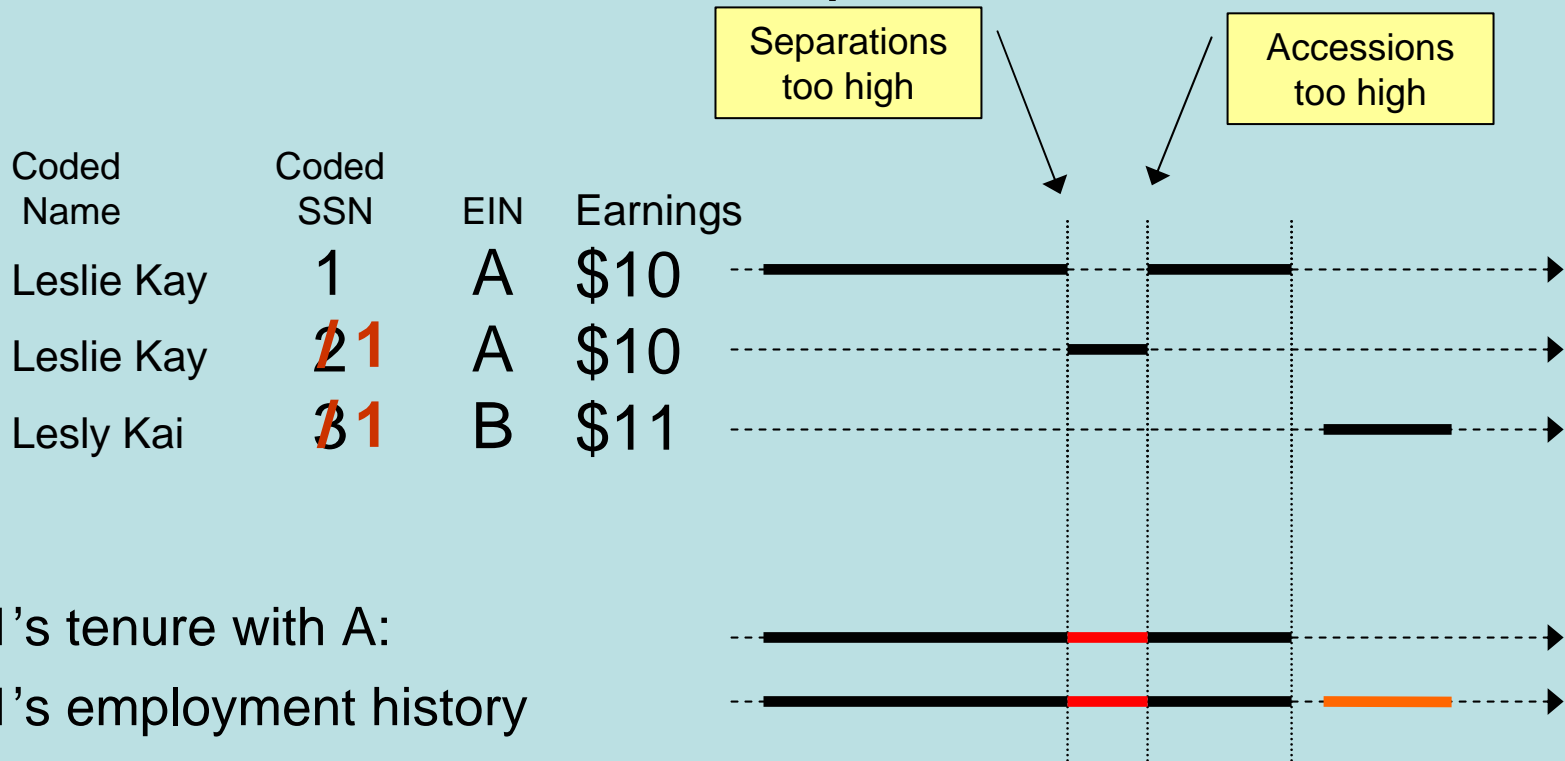 Separations
too high
Accessions
too high
Coded Coded
Name SSN EIN Earnings
Leslie Kay 1 A $10
Leslie Kay 2 1 A $10
Lesly Kai 3 1 B $11
1's tenure with A:
1's employment history